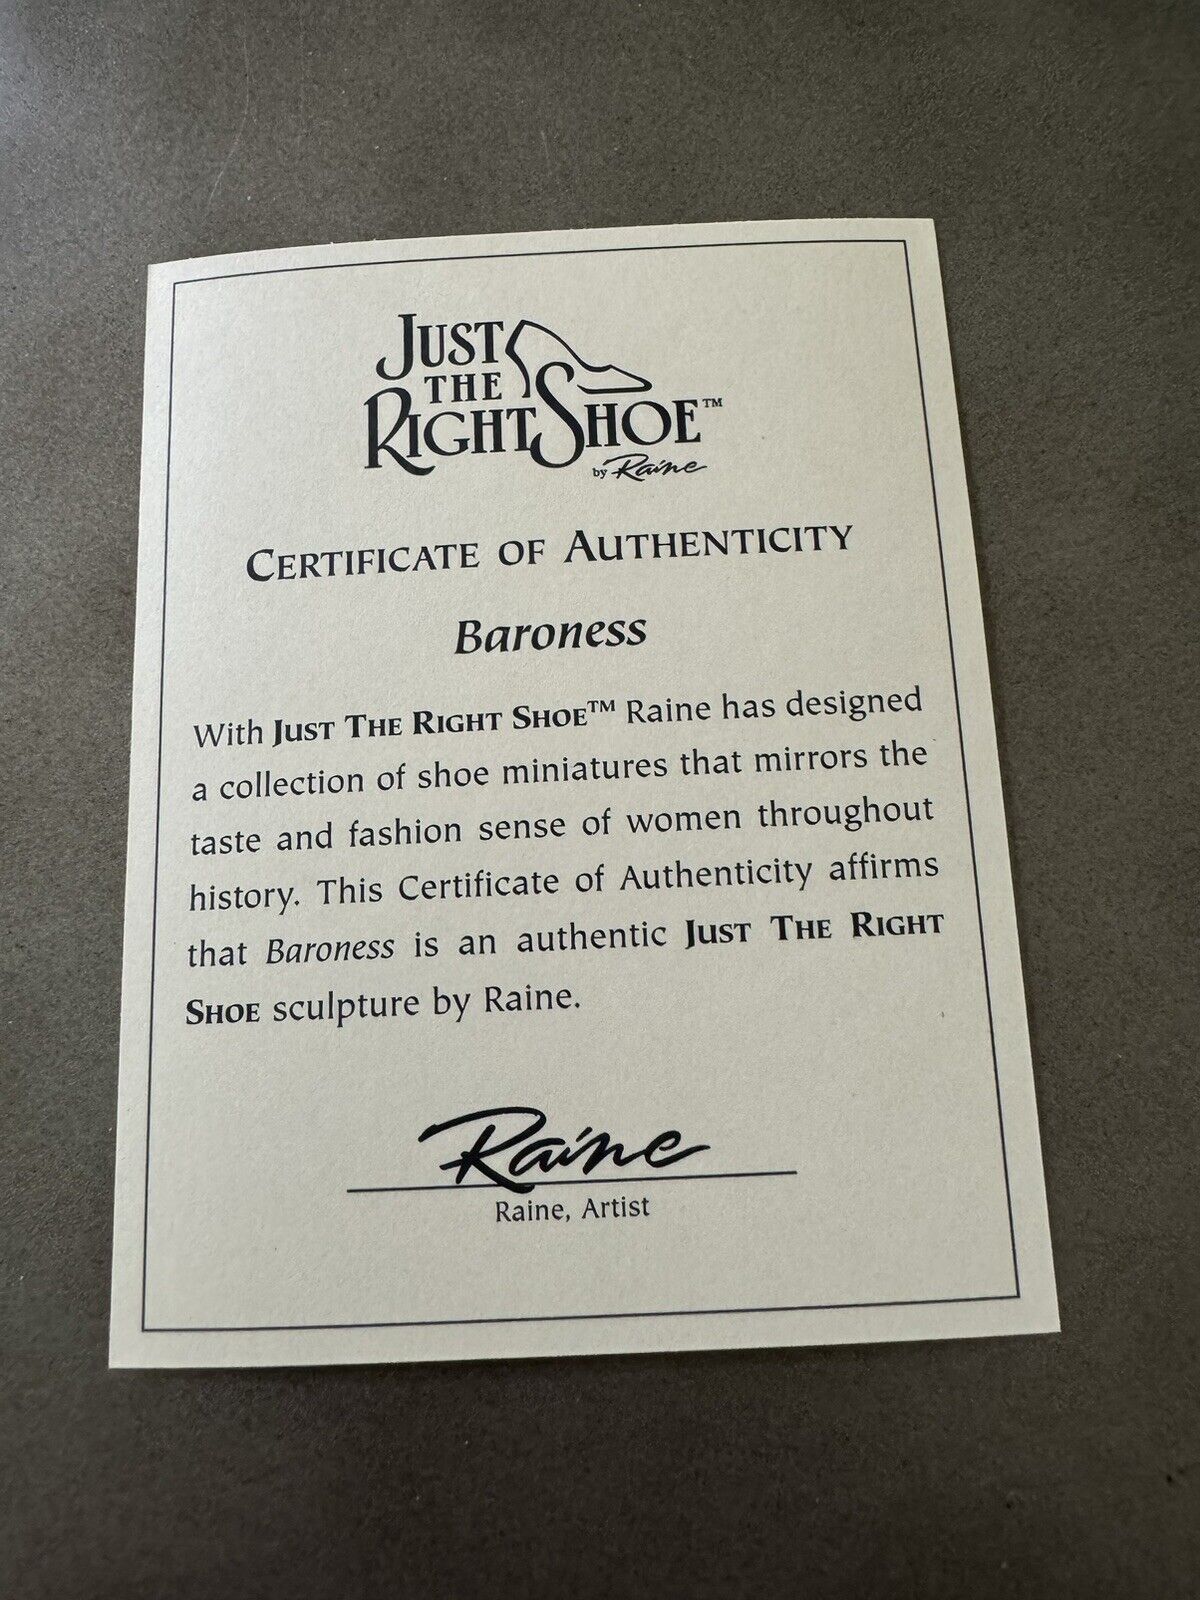 JUST
THE
RIGHT SHOE™
by Raine
CERTIFICATE OF AUTHENTICITY
Baroness
With JUST THE RIGHT SHOE™ Raine has designed
a collection of shoe miniatures that mirrors the
taste and fashion sense of women throughout
history. This Certificate of Authenticity affirms
that Baroness is an authentic JUST THE RIGHT
SHOE sculpture by Raine.
Raine
Raine, Artist